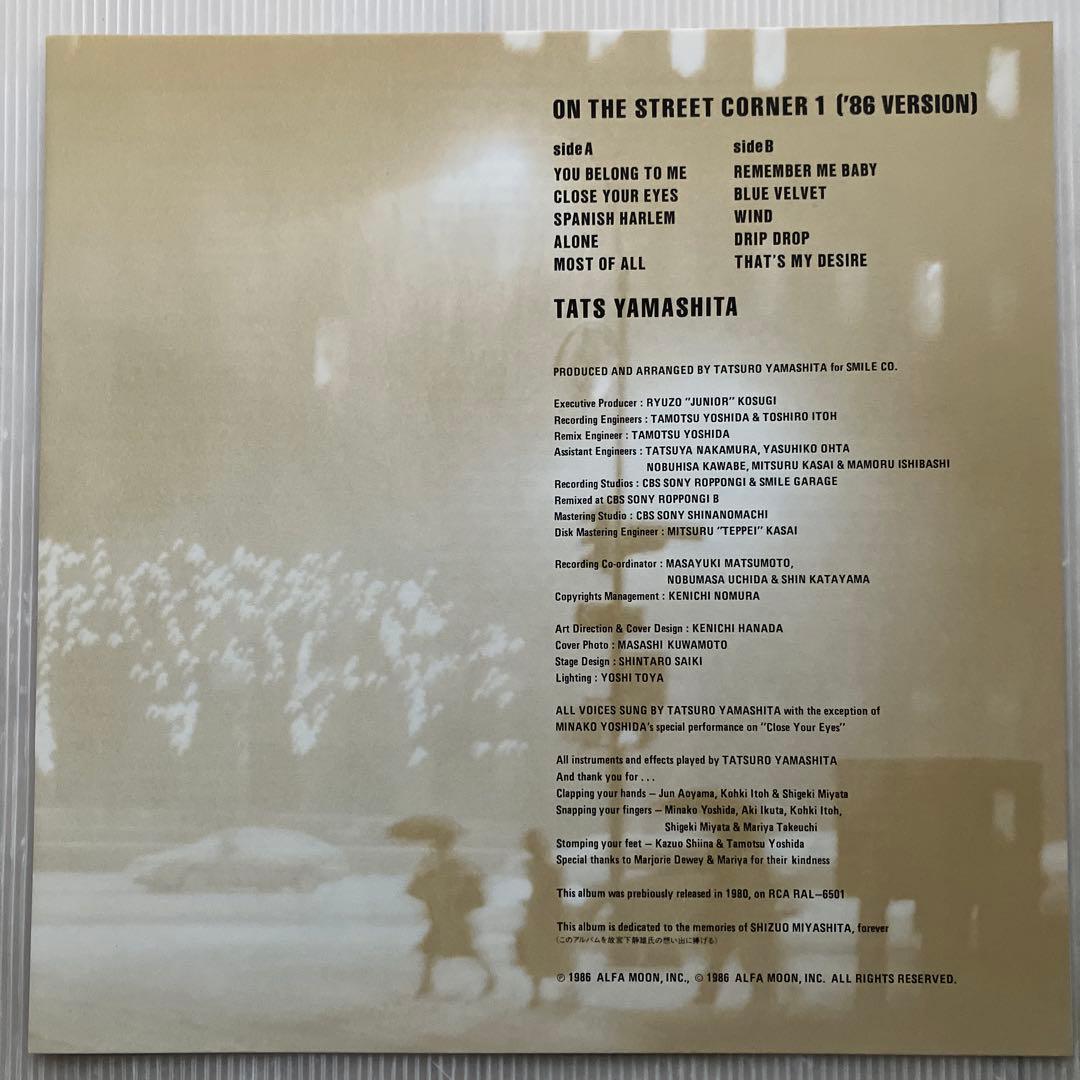 ON THE STREET CORNER 1 ('86 VERSION)
side A
YOU BELONG TO ME
CLOSE YOUR EYES
SPANISH HARLEM
ALONE
MOST OF ALL
side B
REMEMBER ME BABY
BLUE VELVET
WIND
DRIP DROP
THAT'S MY DESIRE
TATS YAMASHITA
PRODUCED AND ARRANGED BY TATSURO YAMASHITA for SMILE CO.
Executive Producer : RYUZO "JUNIOR" KOSUGI
Recording Engineers : TAMOTSU YOSHIDA & TOSHIRO ITOH
Remix Engineer : TAMOTSU YOSHIDA
Assistant Engineers : TATSUYA NAKAMURA, YASUHIKO OHTA
NOBUHISA KAWABE, MITSURU KASAI & MAMORU ISHIBASHI
Recording Studios : CBS SONY ROPPONGI & SMILE GARAGE
Remixed at CBS SONY ROPPONGI B
Mastering Studio : CBS SONY SHINANOMACHI
Disk Mastering Engineer : MITSURU "TEPPEI" KASAI
Recording Co-ordinator : MASAYUKI MATSUMOTO,
NOBUMASA UCHIDA & SHIN KATAYAMA
Copyrights Management : KENICHI NOMURA
Art Direction & Cover Design : KENICHI HANADA
Cover Photo : MASASHI KUWAMOTO
Stage Design : SHINTARO SAIKI
Lighting : YOSHI TOYA
ALL VOICES SUNG BY TATSURO YAMASHITA with the exception of
MINAKO YOSHIDA's special performance on "Close Your Eyes"
All instruments and effects played by TATSURO YAMASHITA
And thank you for . . .
Clapping your hands – Jun Aoyama, Kohki Itoh & Shigeki Miyata
Snapping your fingers – Minako Yoshida, Aki Ikuta, Kohki Itoh,
Shigeki Miyata & Mariya Takeuchi
Stomping your feet – Kazuo Shiina & Tamotsu Yoshida
Special thanks to Marjorie Dewey & Mariya for their kindness
This album was prebiously released in 1980, on RCA RAL–6501
This album is dedicated to the memories of SHIZUO MIYASHITA, forever
(このアルバムを故宮下静雄氏の想い出に捧げる)
℗ 1986 ALFA MOON, INC., © 1986 ALFA MOON, INC. ALL RIGHTS RESERVED.